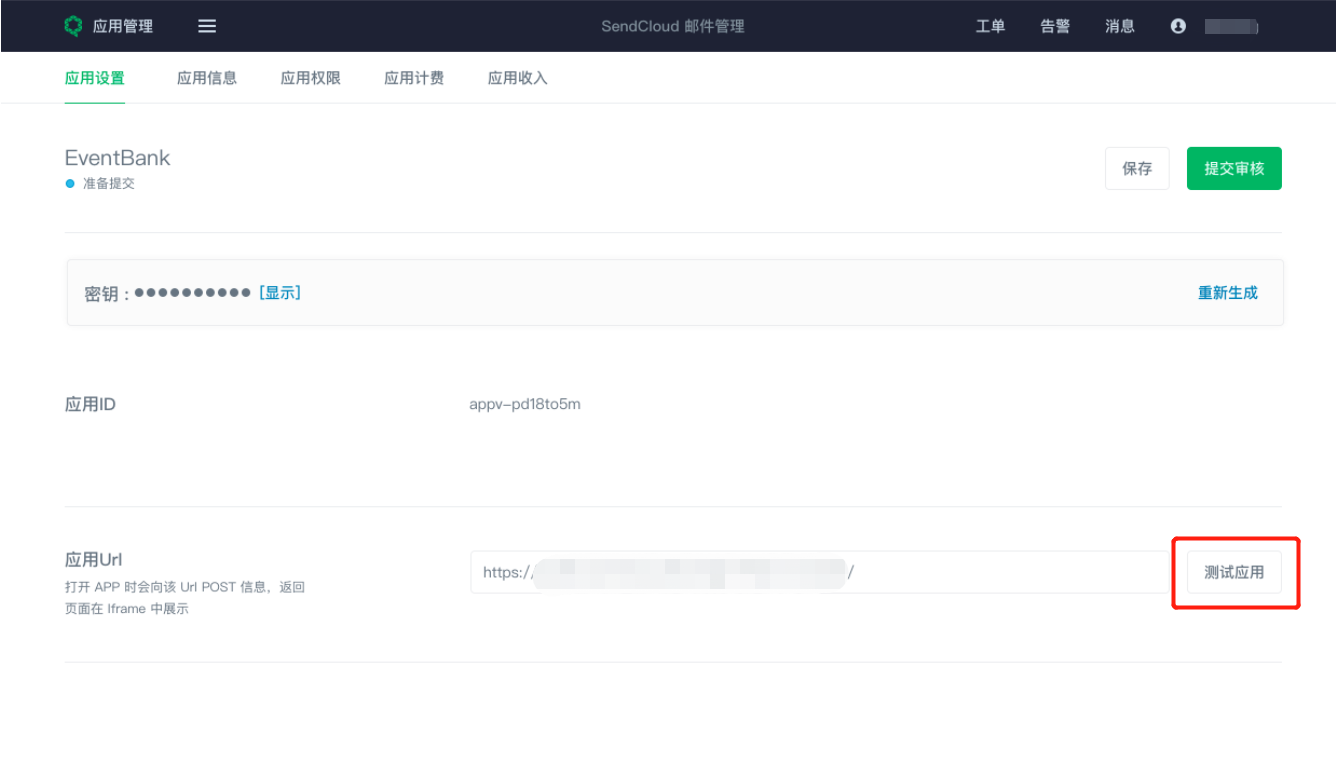 应用管理 SendCloud 邮件管理 工单 告警 消息
应用设置 应用信息 应用权限 应用计费 应用收入
EventBank
准备提交
保存 提交审核
密钥 : ●●●●●●●●●● [显示] 重新生成
应用ID appv-pd18to5m
应用Url
打开 APP 时会向该 Url POST 信息，返回
页面在 Iframe 中展示
https:// / 测试应用